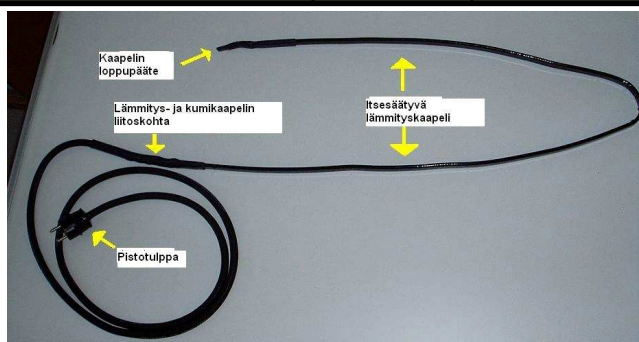 Kaapelin
loppupääte
Lämmitys- ja kumikaapelin
liitoskohta
Itsesäätyvä
lämmityskaapeli
Pistotulppa